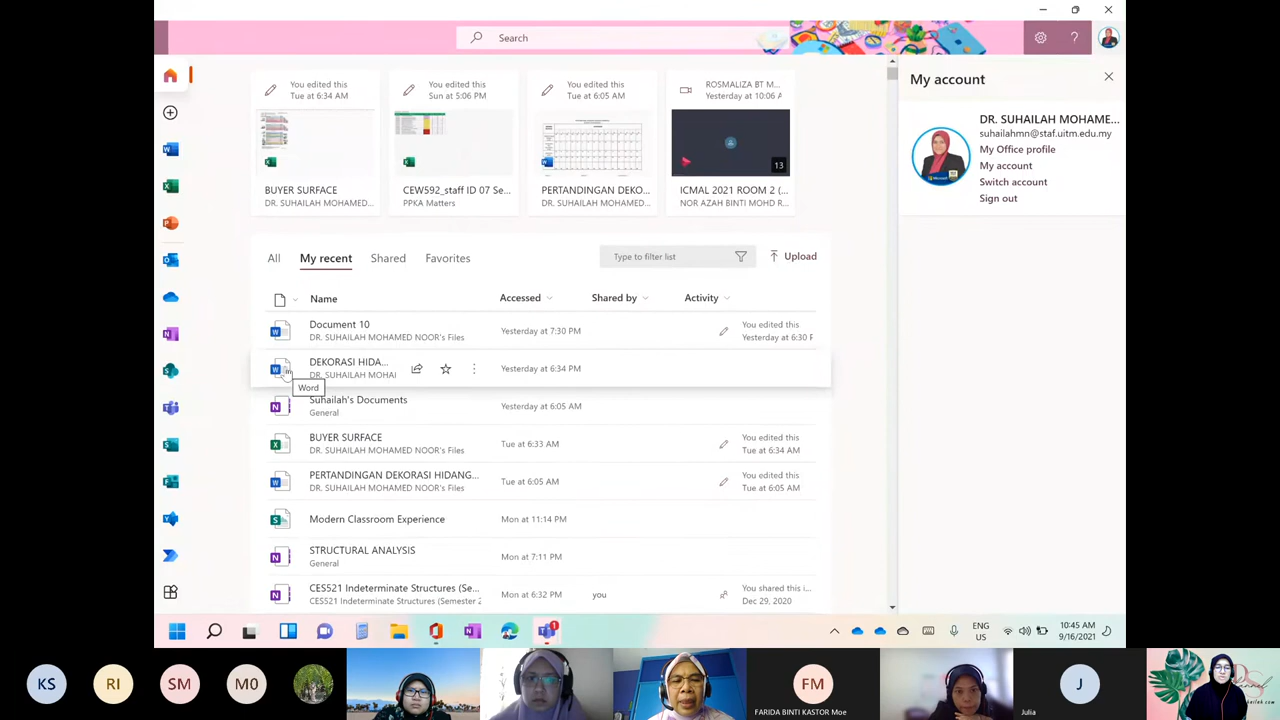 Search
You edited this
Tue at 6:34 AM
BUYER SURFACE
DR. SUHAILAH MOHAMED...
You edited this
Sun at 5:06 PM
CEW592_staff ID 07 Se...
PPKA Matters
You edited this
Tue at 6:05 AM
PERTANDINGAN DEKO...
DR. SUHAILAH MOHAMED...
ROSMALIZA BT M...
Yesterday at 10:06 A
13
ICMAL 2021 ROOM 2 (...
NOR AZAH BINTI MOHD R...
My account
DR. SUHAILAH MOHAME...
suhailahmn@staf.uitm.edu.my
My Office profile
My account
Switch account
Sign out
All My recent Shared Favorites
Type to filter list
Upload
Name Accessed Shared by Activity
Document 10
DR. SUHAILAH MOHAMED NOOR's Files
Yesterday at 7:30 PM
You edited this
Yesterday at 6:30 P
DEKORASI HIDA...
DR. SUHAILAH MOHAI
Yesterday at 6:34 PM
Word
Suhailah's Documents
General
Yesterday at 6:05 AM
BUYER SURFACE
DR. SUHAILAH MOHAMED NOOR's Files
Tue at 6:33 AM
You edited this
Tue at 6:34 AM
PERTANDINGAN DEKORASI HIDANG...
DR. SUHAILAH MOHAMED NOOR's Files
Tue at 6:05 AM
You edited this
Tue at 6:05 AM
Modern Classroom Experience
Mon at 11:14 PM
STRUCTURAL ANALYSIS
General
Mon at 7:11 PM
CES521 Indeterminate Structures (Se...
CES521 Indeterminate Structures (Semester 2
Mon at 6:32 PM
you
You shared this i...
Dec 29, 2020
ENG
US
10:45 AM
9/16/2021
KS
RI
SM
M0
FM
FARIDA BINTI KASTOR Moe
J
Julia